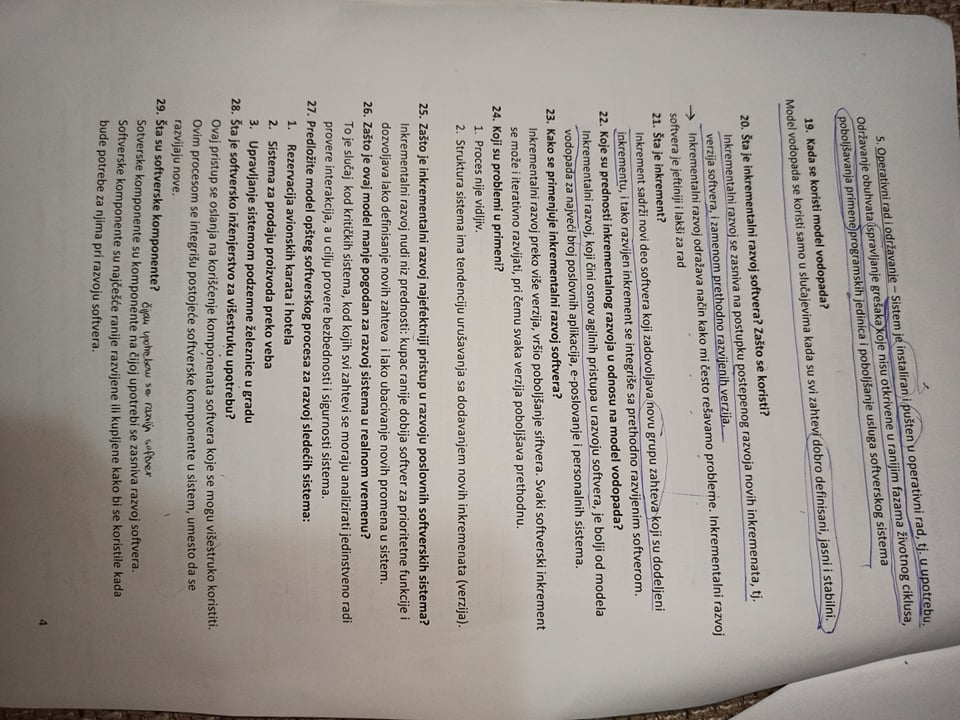 5. Operativni rad i održavanje – Sistem je instaliran i pušten u operativni rad, tj. u upotrebu.
Održavanje obuhvata ispravljanje grešaka koje nisu otkrivene u ranijim fazama životnog ciklusa,
poboljšavanja primene programskih jedinica i poboljšanje usluga softverskog sistema
19. Kada se koristi model vodopada?
Model vodopada se koristi samo u slučajevima kada su svi zahtevi dobro definisani, jasni i stabilni.
20. Šta je inkrementalni razvoj softvera? Zašto se koristi?
Inkrementalni razvoj se zasniva na postupku postepenog razvoja novih inkremenata, tj.
verzija softvera, i zamenom prethodno razvijenih verzija.
→ Inkrementalni razvoj odražava način kako mi često rešavamo probleme. Inkrementalni razvoj
softvera je jeftiniji i lakši za rad
21. Šta je inkrement?
Inkrement sadrži novi deo softvera koji zadovoljava novu grupu zahteva koji su dodeljeni
inkrementu, i tako razvijen inkrement se integriše sa prethodno razvijenim softverom.
22. Koje su prednosti inkrementalnog razvoja u odnosu na model vodopada?
Inkrementalni razvoj, koji čini osnov agilnih pristupa u razvoju softvera, je bolji od modela
vodopada za najveći broj poslovnih aplikacija, e-poslovanje i personalnih sistema.
23. Kako se primenjuje inkrementalni razvoj softvera?
Inkrementalni razvoj preko više verzija, vršio poboljšanje siftvera. Svaki softverski inkrement
se može i iterativno razvijati, pri čemu svaka verzija poboljšava prethodnu.
24. Koji su problemi u primeni?
1. Proces nije vidljiv.
2. Struktura sistema ima tendenciju urušavanja sa dodavanjem novih inkremenata (verzija).
25. Zašto je inkrementalni razvoj najefektniji pristup u razvoju poslovnih softverskih sistema?
Inkrementalni razvoj nudi niz prednosti: kupac ranije dobija softver za prioritetne funkcije i
dozvoljava lako definisanje novih zahteva i lako ubacivanje novih promena u sistem.
26. Zašto je ovaj model manje pogodan za razvoj sistema u realnom vremenu?
To je slučaj kod kritičkih sistema, kod kojih svi zahtevi se moraju analizirati jedinstveno radi
provere interakcija, a u cilju provere bezbednosti i sigurnosti sistema.
27. Predložite model opšteg softverskog procesa za razvoj sledećih sistema:
1. Rezervacija avionskih karata i hotela
2. Sistema za prodaju proizvoda preko veba
3. Upravljanje sistemom podzemne železnice u gradu
28. Šta je softversko inženjerstvo za višestruku upotrebu?
Ovaj pristup se oslanja na korišćenje komponenata softvera koje se mogu višestruko koristiti.
Ovim procesom se integrišu postojeće softverske komponente u sistem, umesto da se
razvijaju nove.
29. Šta su softverske komponente?
čijom upotrebom se razvija softver
Sotverske komponente su komponente na čijoj upotrebi se zasniva razvoj softvera.
Softverske komponente su najčešće ranije razvijene ili kupljene kako bi se koristile kada
bude potrebe za njima pri razvoju softvera.
4